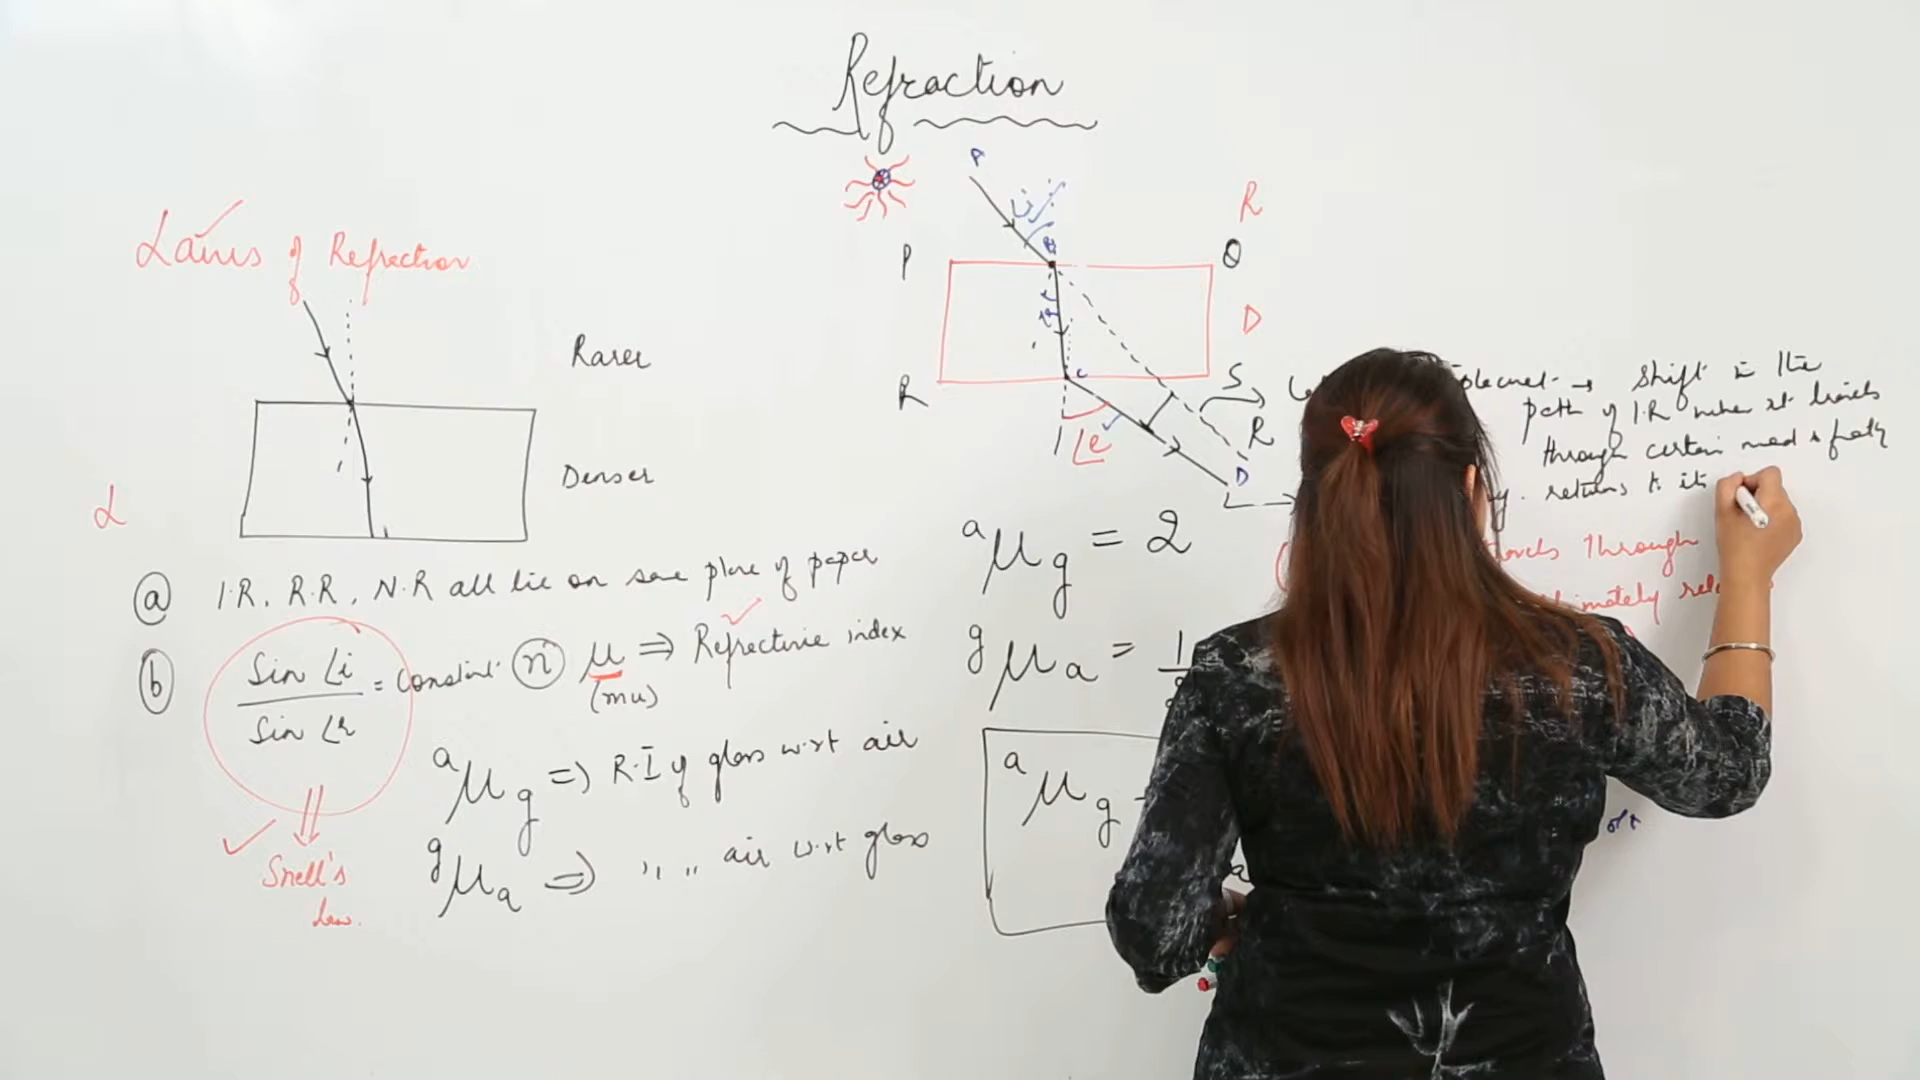 Refraction
Laws of Refraction
Rarer
Denser
L
(a) I.R, R.R, N.R all lie on same plane of paper
(b) Sin ∠i / Sin ∠r = constant (n) μ ⇒ Refractive index
(mu)
Snell's
law.
ᵃμg ⇒ R.I of glass w.r.t air
ᵍμa ⇒ " " air w.r.t glass
P
i
B
P
Q
R
D
r
C
R
S
∠e
R
D
ᵃμg = 2
ᵍμa = 1
ᵃμg
a
→ Shift in the
path of I.R when it travels
through certain med &
returns to its
travels through